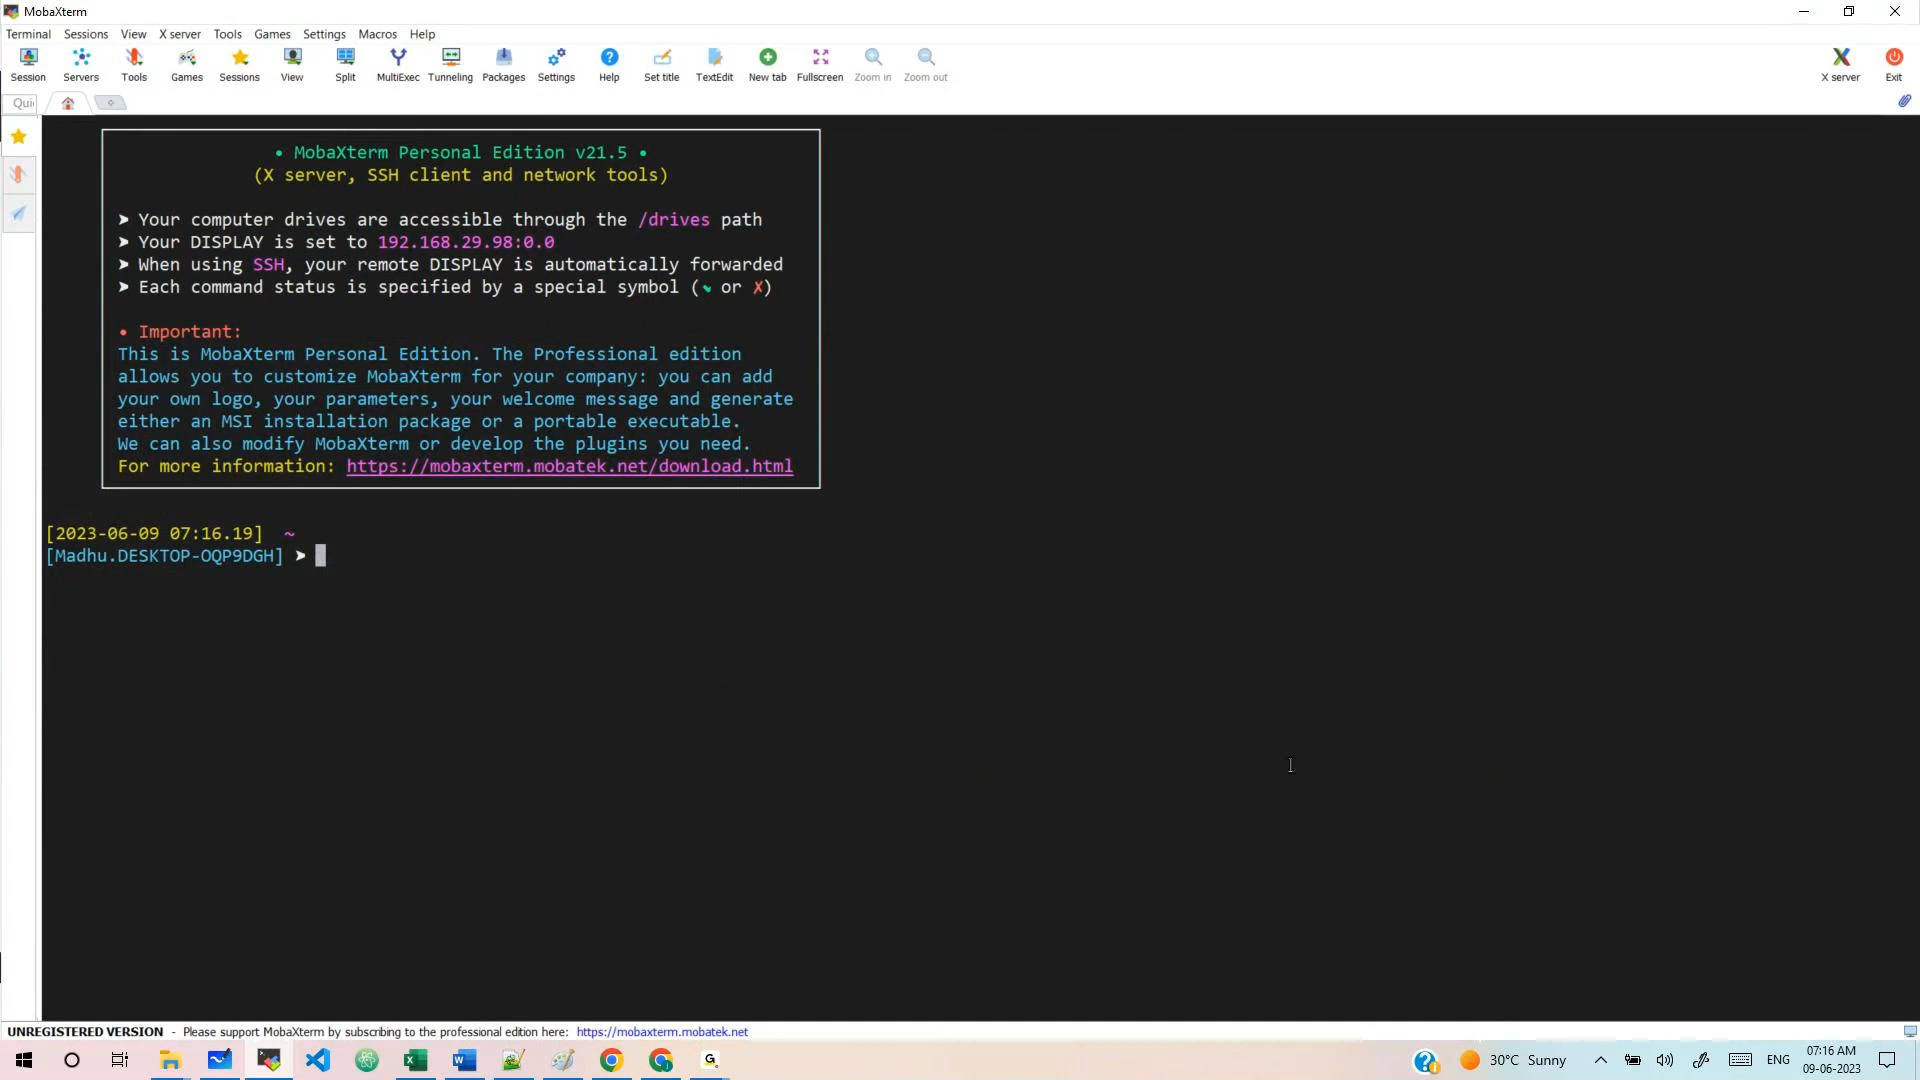 MobaXterm
Terminal Sessions View X server Tools Games Settings Macros Help
Session Servers Tools Games Sessions View Split MultiExec Tunneling Packages Settings Help Set title TextEdit New tab Fullscreen Zoom in Zoom out X server Exit
Qui
• MobaXterm Personal Edition v21.5 •
(X server, SSH client and network tools)
➤ Your computer drives are accessible through the /drives path
➤ Your DISPLAY is set to 192.168.29.98:0.0
➤ When using SSH, your remote DISPLAY is automatically forwarded
➤ Each command status is specified by a special symbol (✔ or ✗)
• Important:
This is MobaXterm Personal Edition. The Professional edition
allows you to customize MobaXterm for your company: you can add
your own logo, your parameters, your welcome message and generate
either an MSI installation package or a portable executable.
We can also modify MobaXterm or develop the plugins you need.
For more information: https://mobaxterm.mobatek.net/download.html
[2023-06-09 07:16.19] ~
[Madhu.DESKTOP-OQP9DGH] ➤
UNREGISTERED VERSION - Please support MobaXterm by subscribing to the professional edition here: https://mobaxterm.mobatek.net
30°C Sunny ENG 07:16 AM
09-06-2023